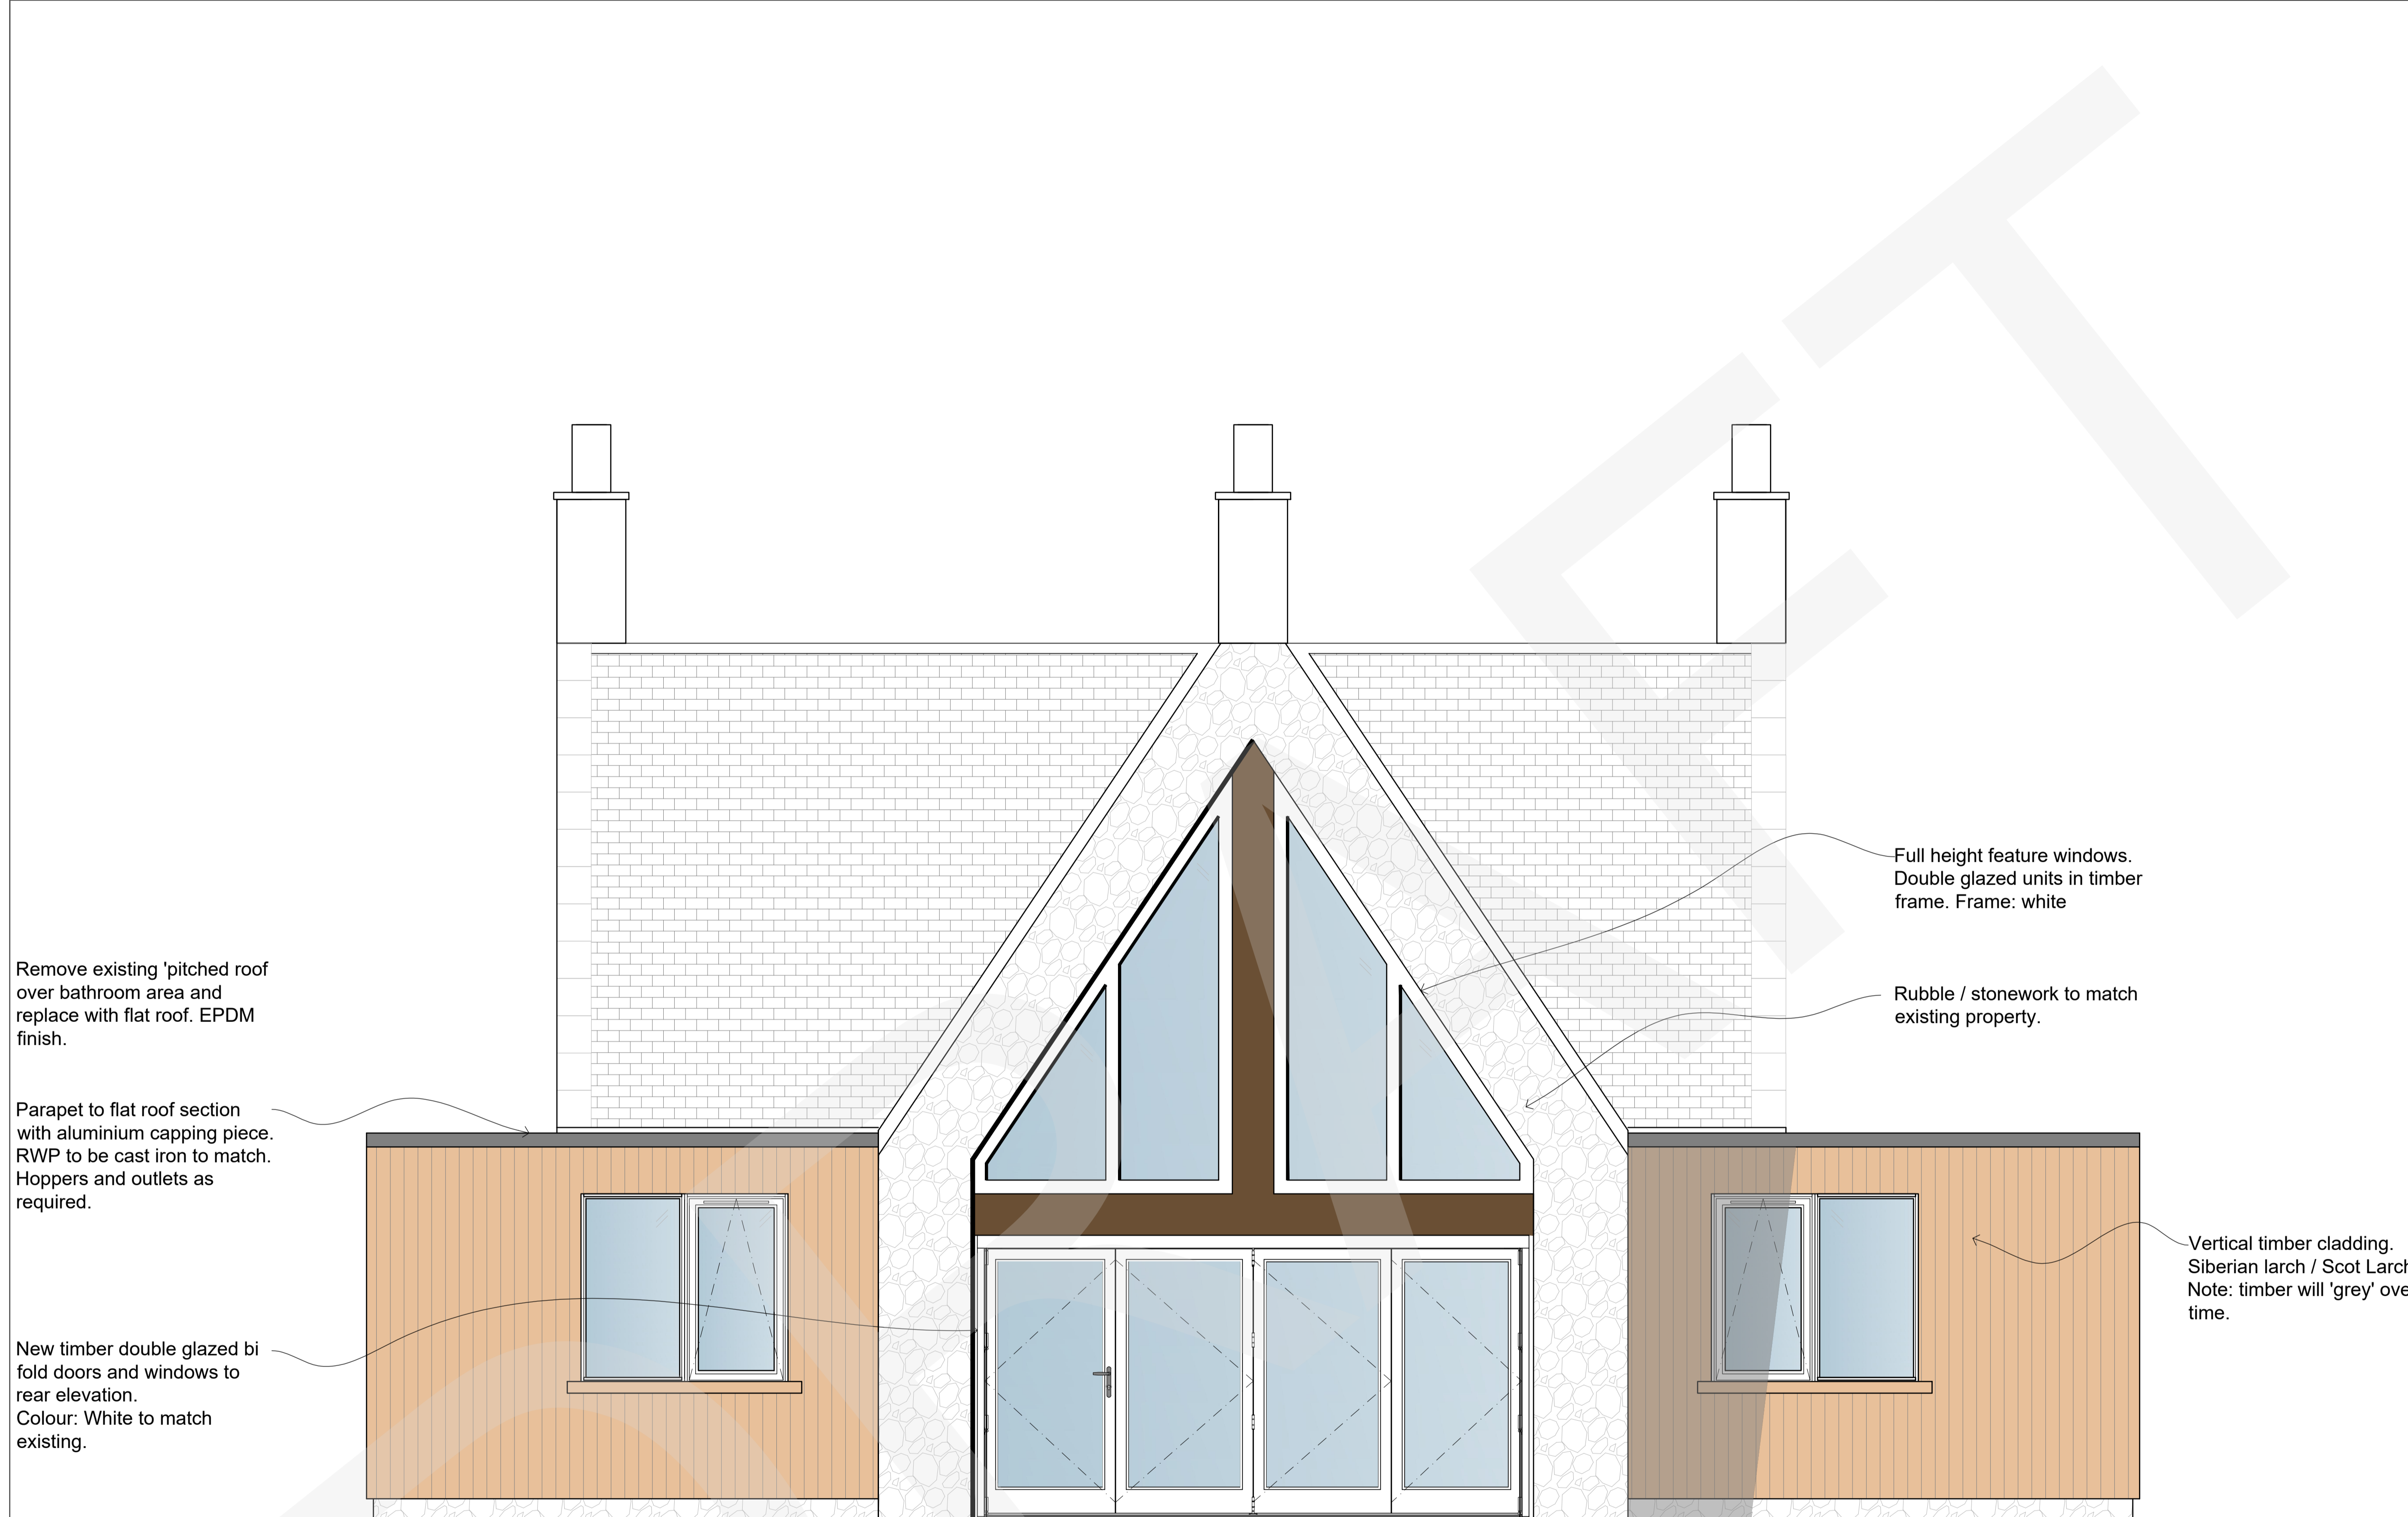 Remove existing 'pitched roof
over bathroom area and
replace with flat roof. EPDM
finish.
Parapet to flat roof section
with aluminium capping piece.
RWP to be cast iron to match.
Hoppers and outlets as
required.
New timber double glazed bi
fold doors and windows to
rear elevation.
Colour: White to match
existing.
Full height feature windows.
Double glazed units in timber
frame. Frame: white
Rubble / stonework to match
existing property.
Vertical timber cladding.
Siberian larch / Scot Larch
Note: timber will 'grey' ove
time.